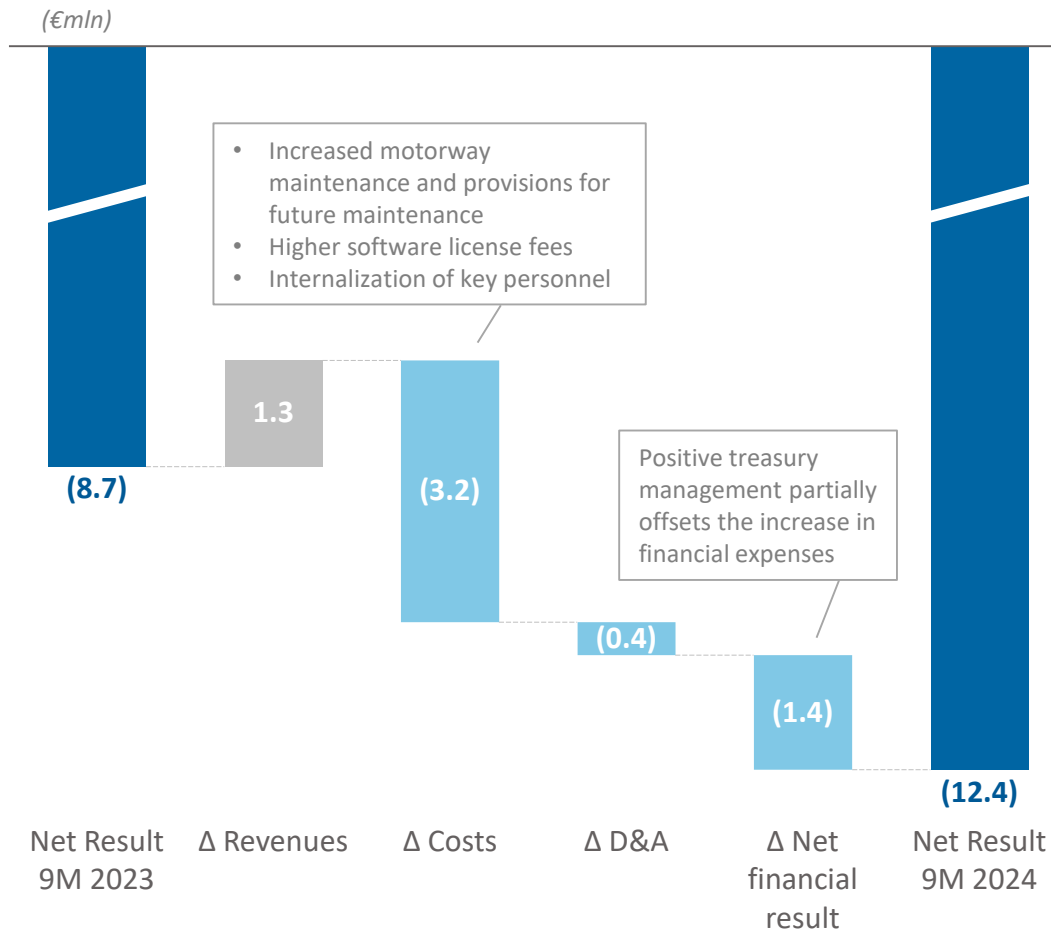 (€mln)
• Increased motorway
maintenance and provisions for
future maintenance
• Higher software license fees
• Internalization of key personnel
1.3
(8.7)
(3.2)
Positive treasury
management partially
offsets the increase in
financial expenses
(0.4)
(1.4)
(12.4)
Net Result
9M 2023
Δ Revenues
Δ Costs
Δ D&A
Δ Net
financial
result
Net Result
9M 2024